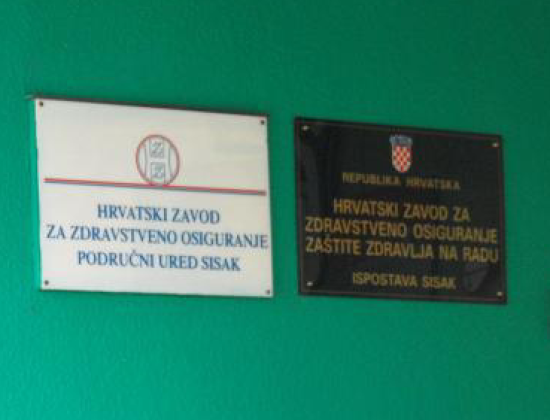 HRVATSKI ZAVOD
ZA ZDRAVSTVENO OSIGURANJE
PODRUČNI URED SISAK
REPUBLIKA HRVATSKA
HRVATSKI ZAVOD ZA
ZDRAVSTVENO OSIGURANJE
ZAŠTITE ZDRAVLJA NA RADU
ISPOSTAVA SISAK